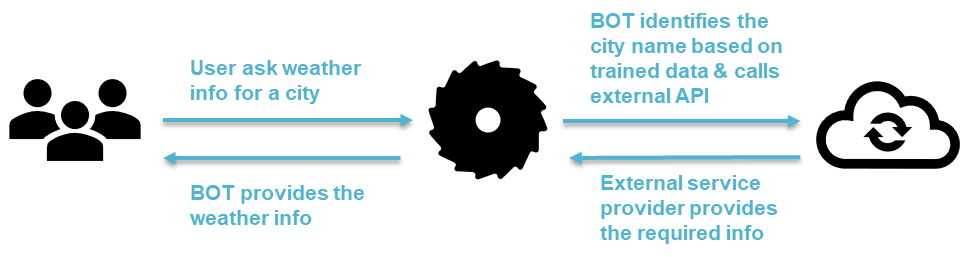 User ask weather
info for a city
BOT identifies the
city name based on
trained data & calls
external API
BOT provides the
weather info
External service
provider provides
the required info